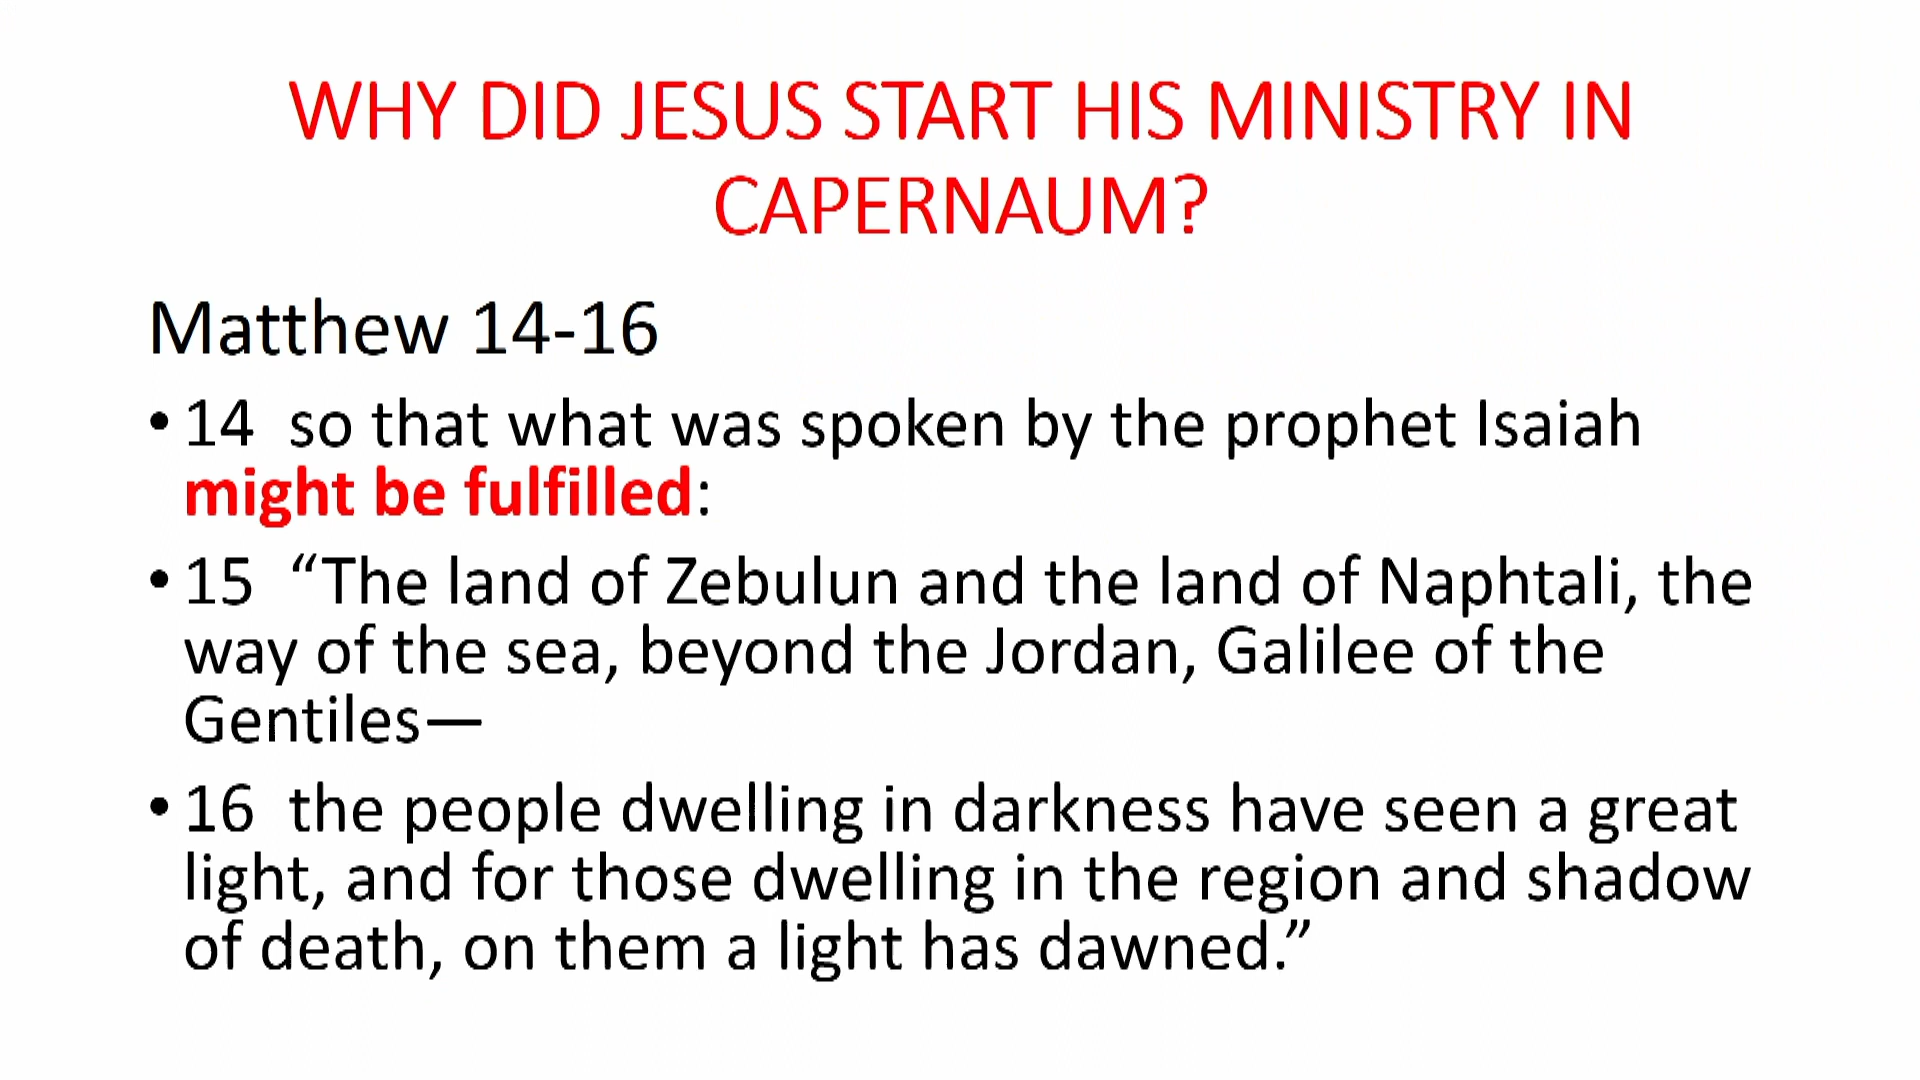 WHY DID JESUS START HIS MINISTRY IN
CAPERNAUM?
Matthew 14-16
• 14  so that what was spoken by the prophet Isaiah
might be fulfilled:
• 15  “The land of Zebulun and the land of Naphtali, the
way of the sea, beyond the Jordan, Galilee of the
Gentiles—
• 16  the people dwelling in darkness have seen a great
light, and for those dwelling in the region and shadow
of death, on them a light has dawned.”